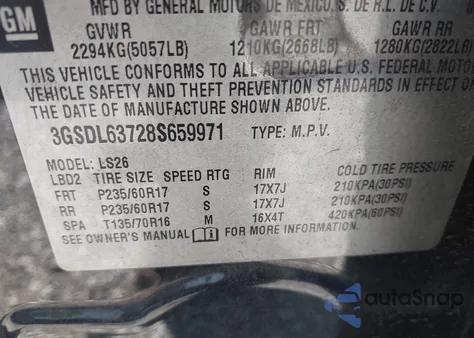 MFD BY GENERAL MOTORS DE MEXICO, S. DE R.L. DE C.V.
GM
GVWR GAWR FRT GAWR RR
2294KG(5057LB) 1210KG(2668LB) 1280KG(2822LB)
THIS VEHICLE CONFORMS TO ALL APPLICABLE U.S. FEDERAL MOTOR
VEHICLE SAFETY AND THEFT PREVENTION STANDARDS IN EFFECT ON
THE DATE OF MANUFACTURE SHOWN ABOVE.
3GSDL63728S659971 TYPE: M.P.V.
MODEL: LS26
LBD2 TIRE SIZE SPEED RTG RIM COLD TIRE PRESSURE
FRT P235/60R17 S 17X7J 210KPA(30PSI)
RR P235/60R17 S 17X7J 210KPA(30PSI)
SPA T135/70R16 M 16X4T 420KPA(60PSI)
SEE OWNER'S MANUAL FOR MORE INFORMATION
autoSnap